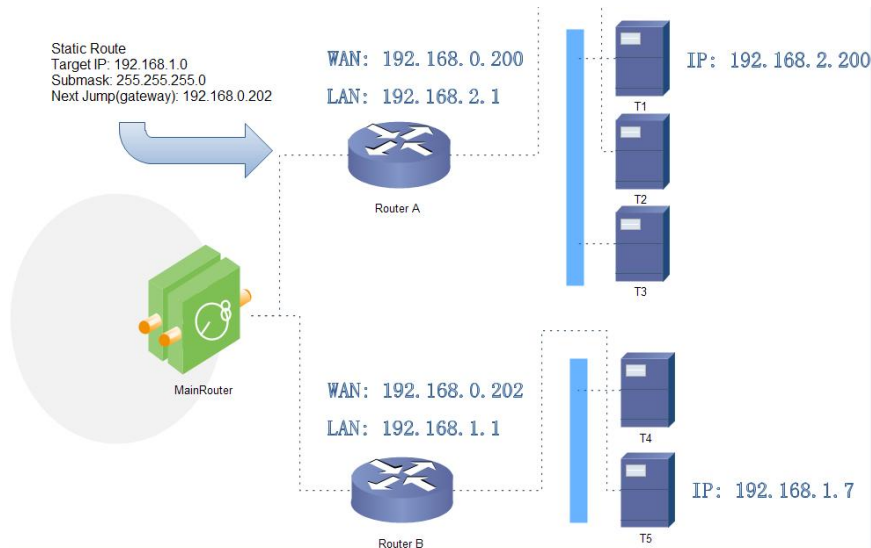 Static Route
Target IP: 192.168.1.0
Submask: 255.255.255.0
Next Jump(gateway): 192.168.0.202
WAN: 192.168.0.200
LAN: 192.168.2.1
Router A
IP: 192.168.2.200
T1
T2
T3
MainRouter
WAN: 192.168.0.202
LAN: 192.168.1.1
Router B
T4
IP: 192.168.1.7
T5